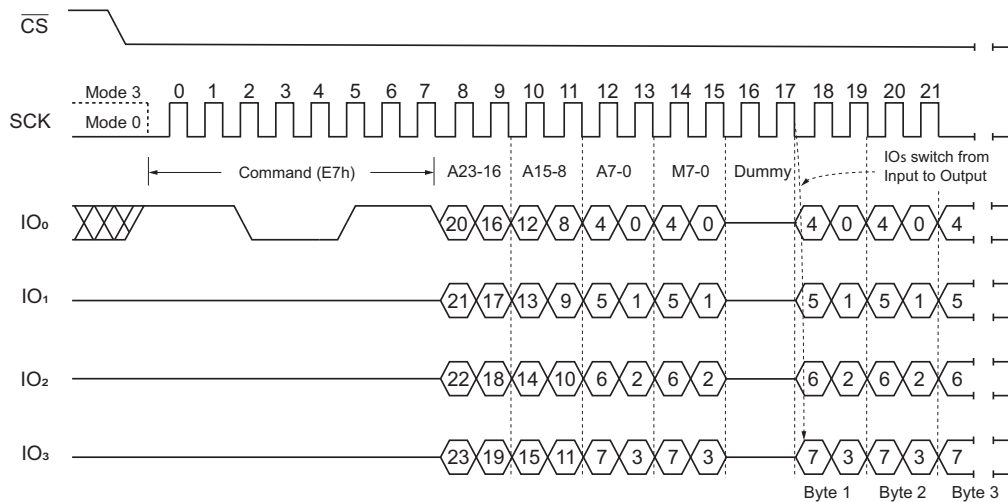 CS
Mode 3
Mode 0
SCK
0 1 2 3 4 5 6 7 8 9 10 11 12 13 14 15 16 17 18 19 20 21
Command (E7h) A23-16 A15-8 A7-0 M7-0 Dummy
IOs switch from
Input to Output
IO₀ 20 16 12 8 4 0 4 0 4 0 4 0 4
IO₁ 21 17 13 9 5 1 5 1 5 1 5 1 5
IO₂ 22 18 14 10 6 2 6 2 6 2 6 2 6
IO₃ 23 19 15 11 7 3 7 3 7 3 7 3 7
Byte 1 Byte 2 Byte 3